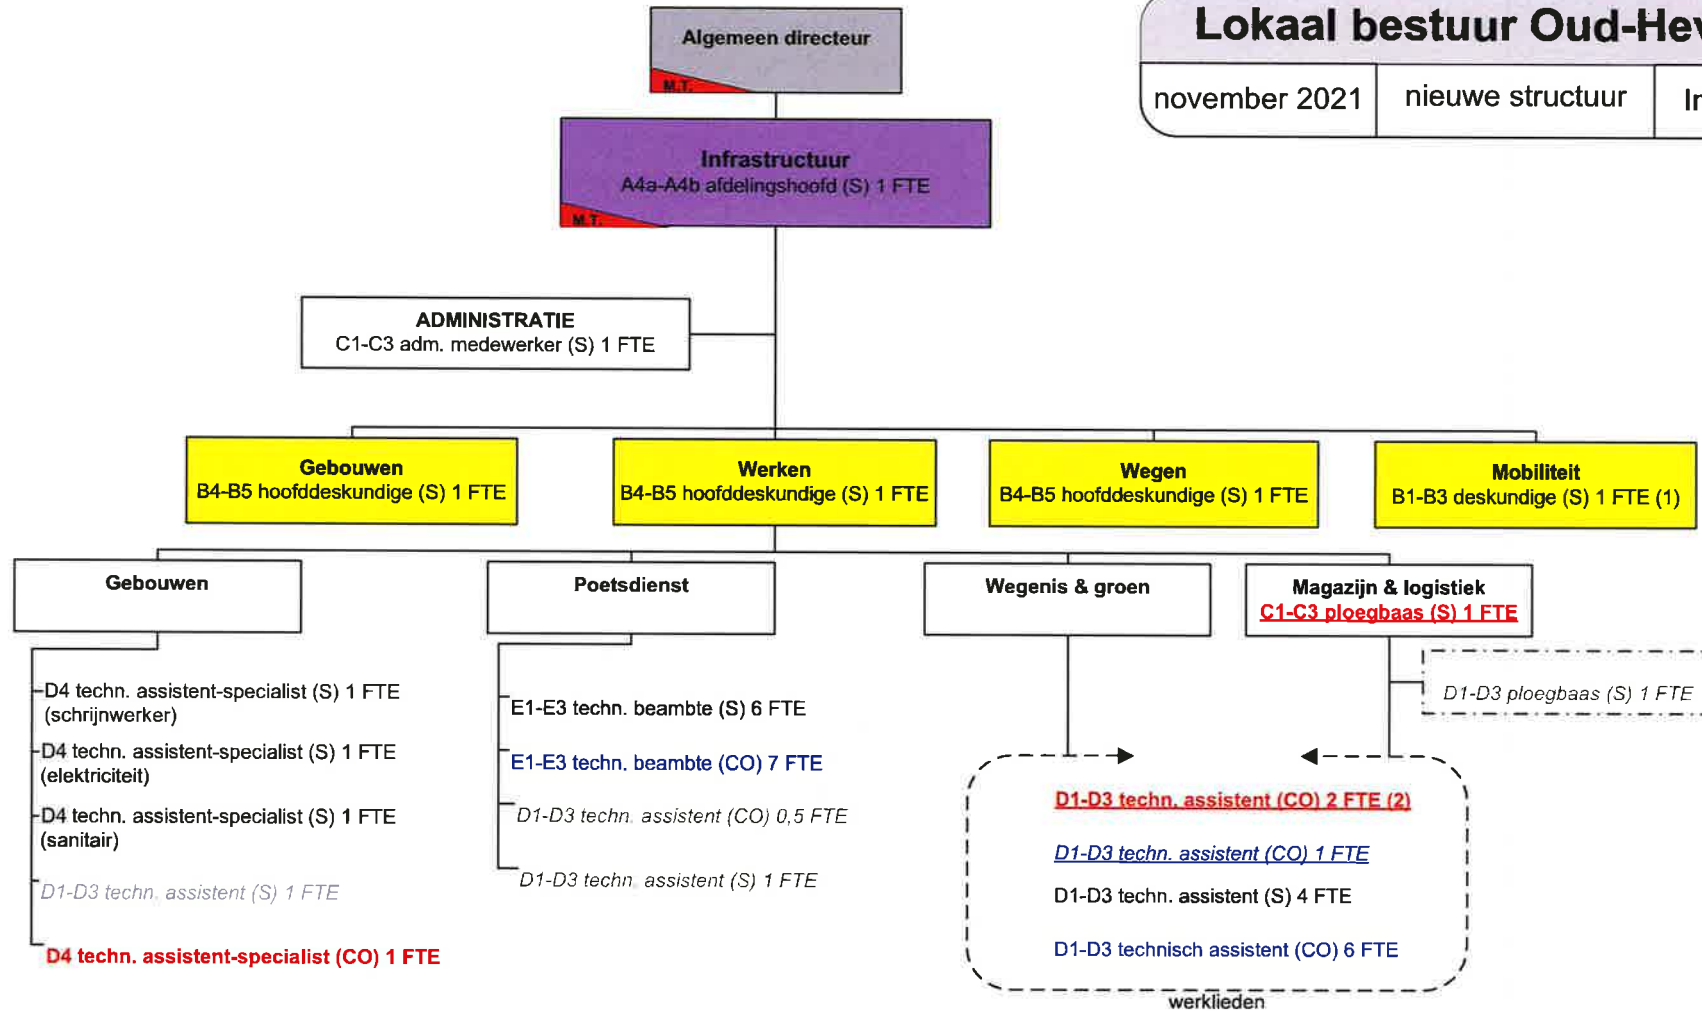 Algemeen directeur
M.T.
Lokaal bestuur
november 2021
nieuwe structuur
Infrastructuur
A4a-A4b afdelingshoofd (S) 1 FTE
M.T.
ADMINISTRATIE
C1-C3 adm. medewerker (S) 1 FTE
Gebouwen
B4-B5 hoofddeskundige (S) 1 FTE
Werken
B4-B5 hoofddeskundige (S) 1 FTE
Wegen
B4-B5 hoofddeskundige (S) 1 FTE
Mobiliteit
B1-B3 deskundige (S) 1 FTE (1)
Gebouwen
Poetsdienst
Wegenis & groen
Magazijn & logistiek
C1-C3 ploegbaas (S) 1 FTE
D1-D3 ploegbaas (S) 1 FTE
D4 techn. assistent-specialist (S) 1 FTE
(schrijnwerker)
D4 techn. assistent-specialist (S) 1 FTE
(elektriciteit)
D4 techn. assistent-specialist (S) 1 FTE
(sanitair)
D1-D3 techn. assistent (S) 1 FTE
D4 techn. assistent-specialist (CO) 1 FTE
E1-E3 techn. beambte (S) 6 FTE
E1-E3 techn. beambte (CO) 7 FTE
D1-D3 techn. assistent (CO) 0,5 FTE
D1-D3 techn. assistent (S) 1 FTE
D1-D3 techn. assistent (CO) 2 FTE (2)
D1-D3 techn. assistent (CO) 1 FTE
D1-D3 techn. assistent (S) 4 FTE
D1-D3 technisch assistent (CO) 6 FTE
werklieden